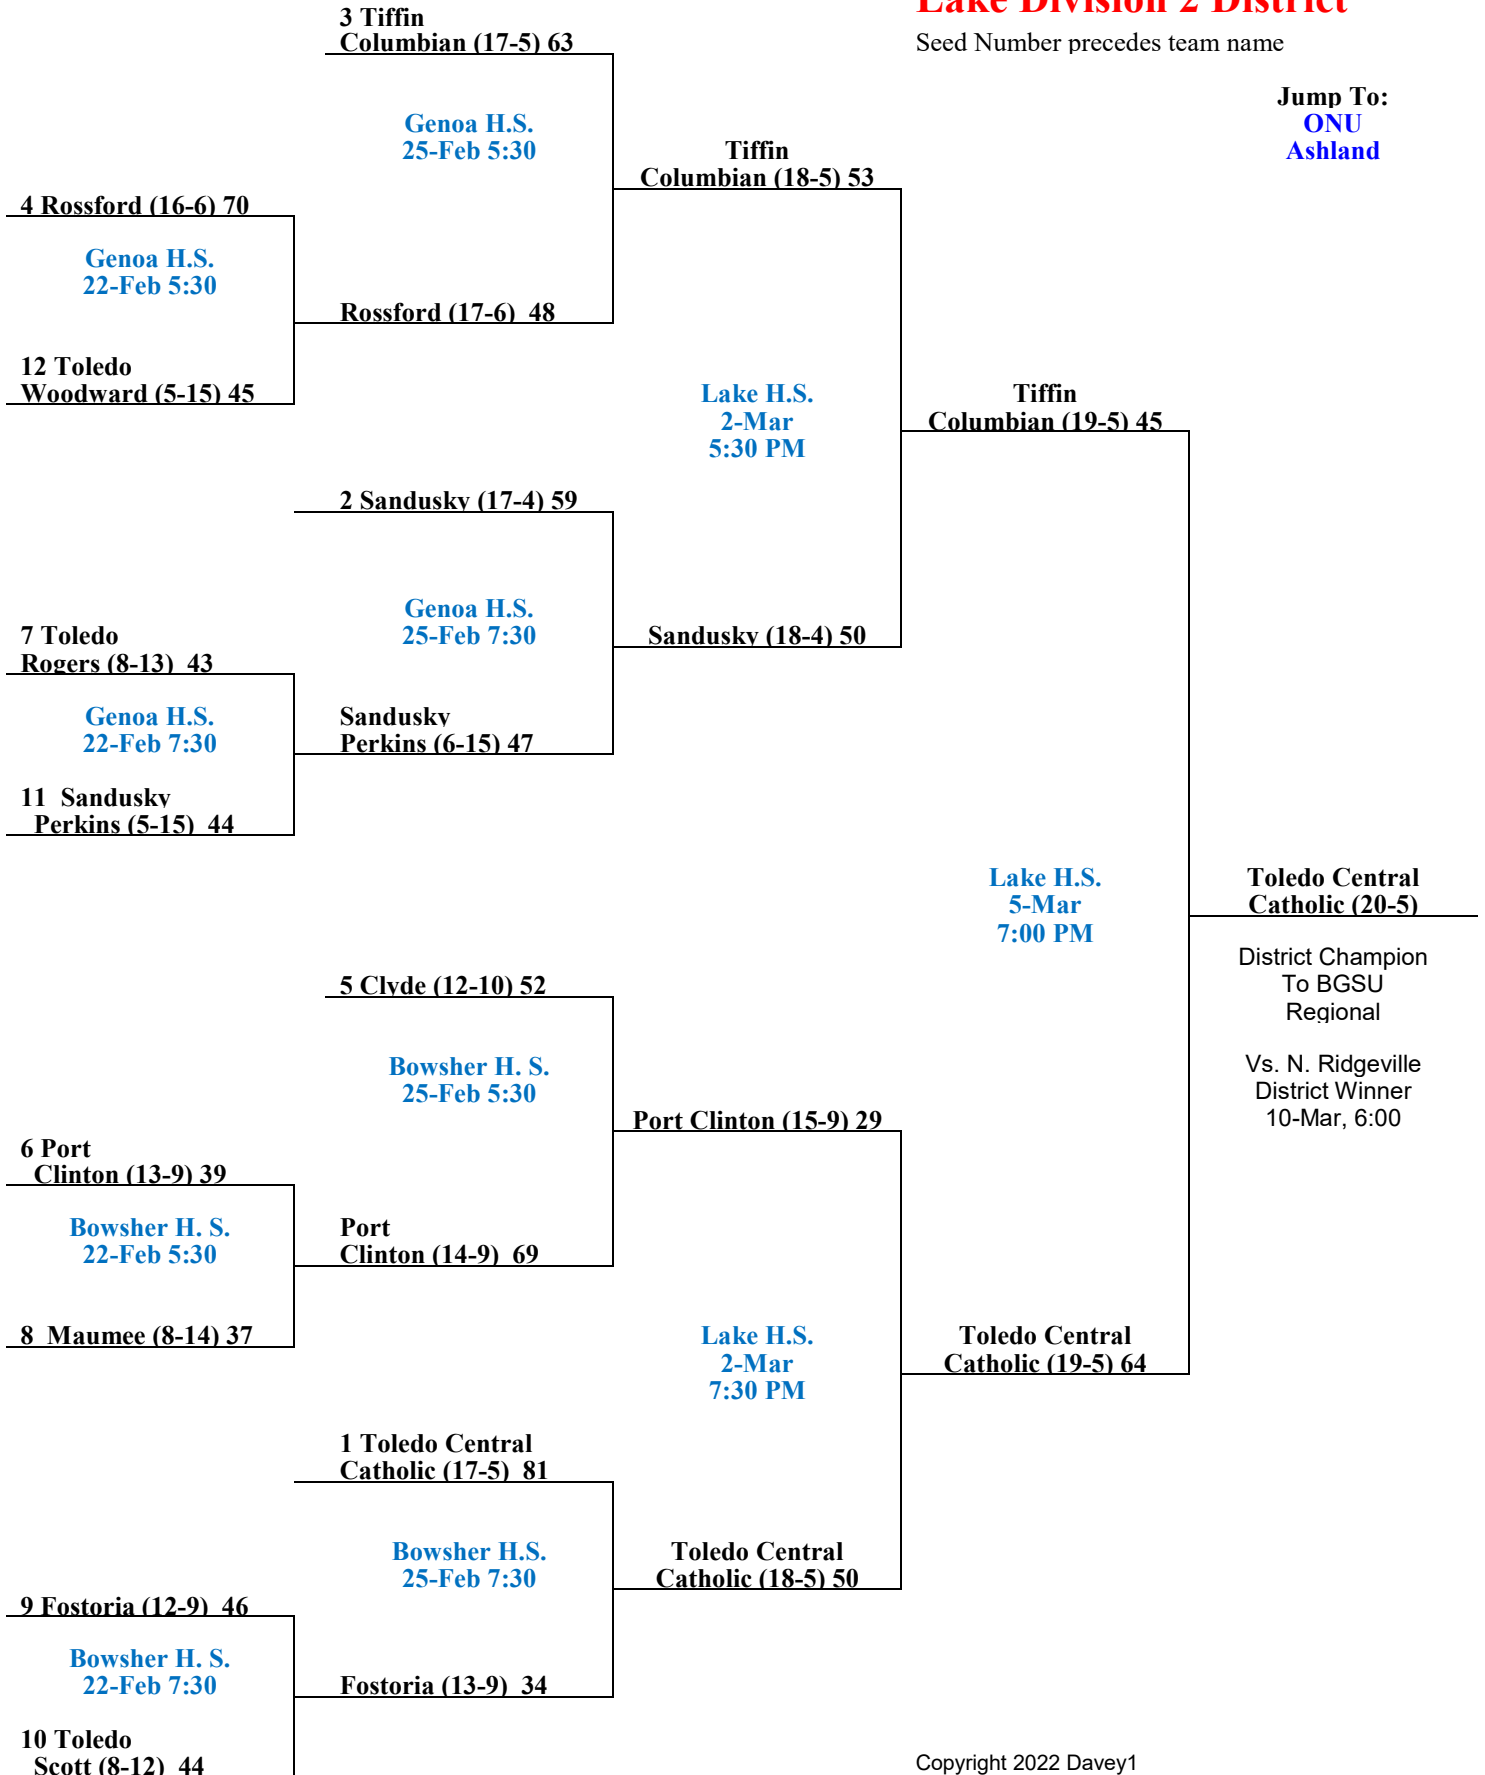 Lake Division 2 District
Seed Number precedes team name
Jump To:
ONU
Ashland
3 Tiffin
Columbian (17-5) 63
Genoa H.S.
25-Feb 5:30
Tiffin
Columbian (18-5) 53
4 Rossford (16-6) 70
Genoa H.S.
22-Feb 5:30
Rossford (17-6)  48
12 Toledo
Woodward (5-15) 45
Lake H.S.
2-Mar
5:30 PM
Tiffin
Columbian (19-5) 45
2 Sandusky (17-4) 59
Genoa H.S.
25-Feb 7:30
Sandusky (18-4) 50
7 Toledo
Rogers (8-13)  43
Genoa H.S.
22-Feb 7:30
Sandusky
Perkins (6-15) 47
11  Sandusky
Perkins (5-15)  44
Lake H.S.
5-Mar
7:00 PM
Toledo Central
Catholic (20-5)
District Champion
To BGSU
Regional
Vs. N. Ridgeville
District Winner
10-Mar, 6:00
5 Clyde (12-10) 52
Bowsher H. S.
25-Feb 5:30
Port Clinton (15-9) 29
6 Port
Clinton (13-9) 39
Bowsher H. S.
22-Feb 5:30
Port
Clinton (14-9)  69
8  Maumee (8-14) 37
Lake H.S.
2-Mar
7:30 PM
Toledo Central
Catholic (19-5) 64
1 Toledo Central
Catholic (17-5)  81
Bowsher H.S.
25-Feb 7:30
Toledo Central
Catholic (18-5) 50
9 Fostoria (12-9)  46
Bowsher H. S.
22-Feb 7:30
Fostoria (13-9)  34
10 Toledo
Scott (8-12)  44
Copyright 2022 Davey1